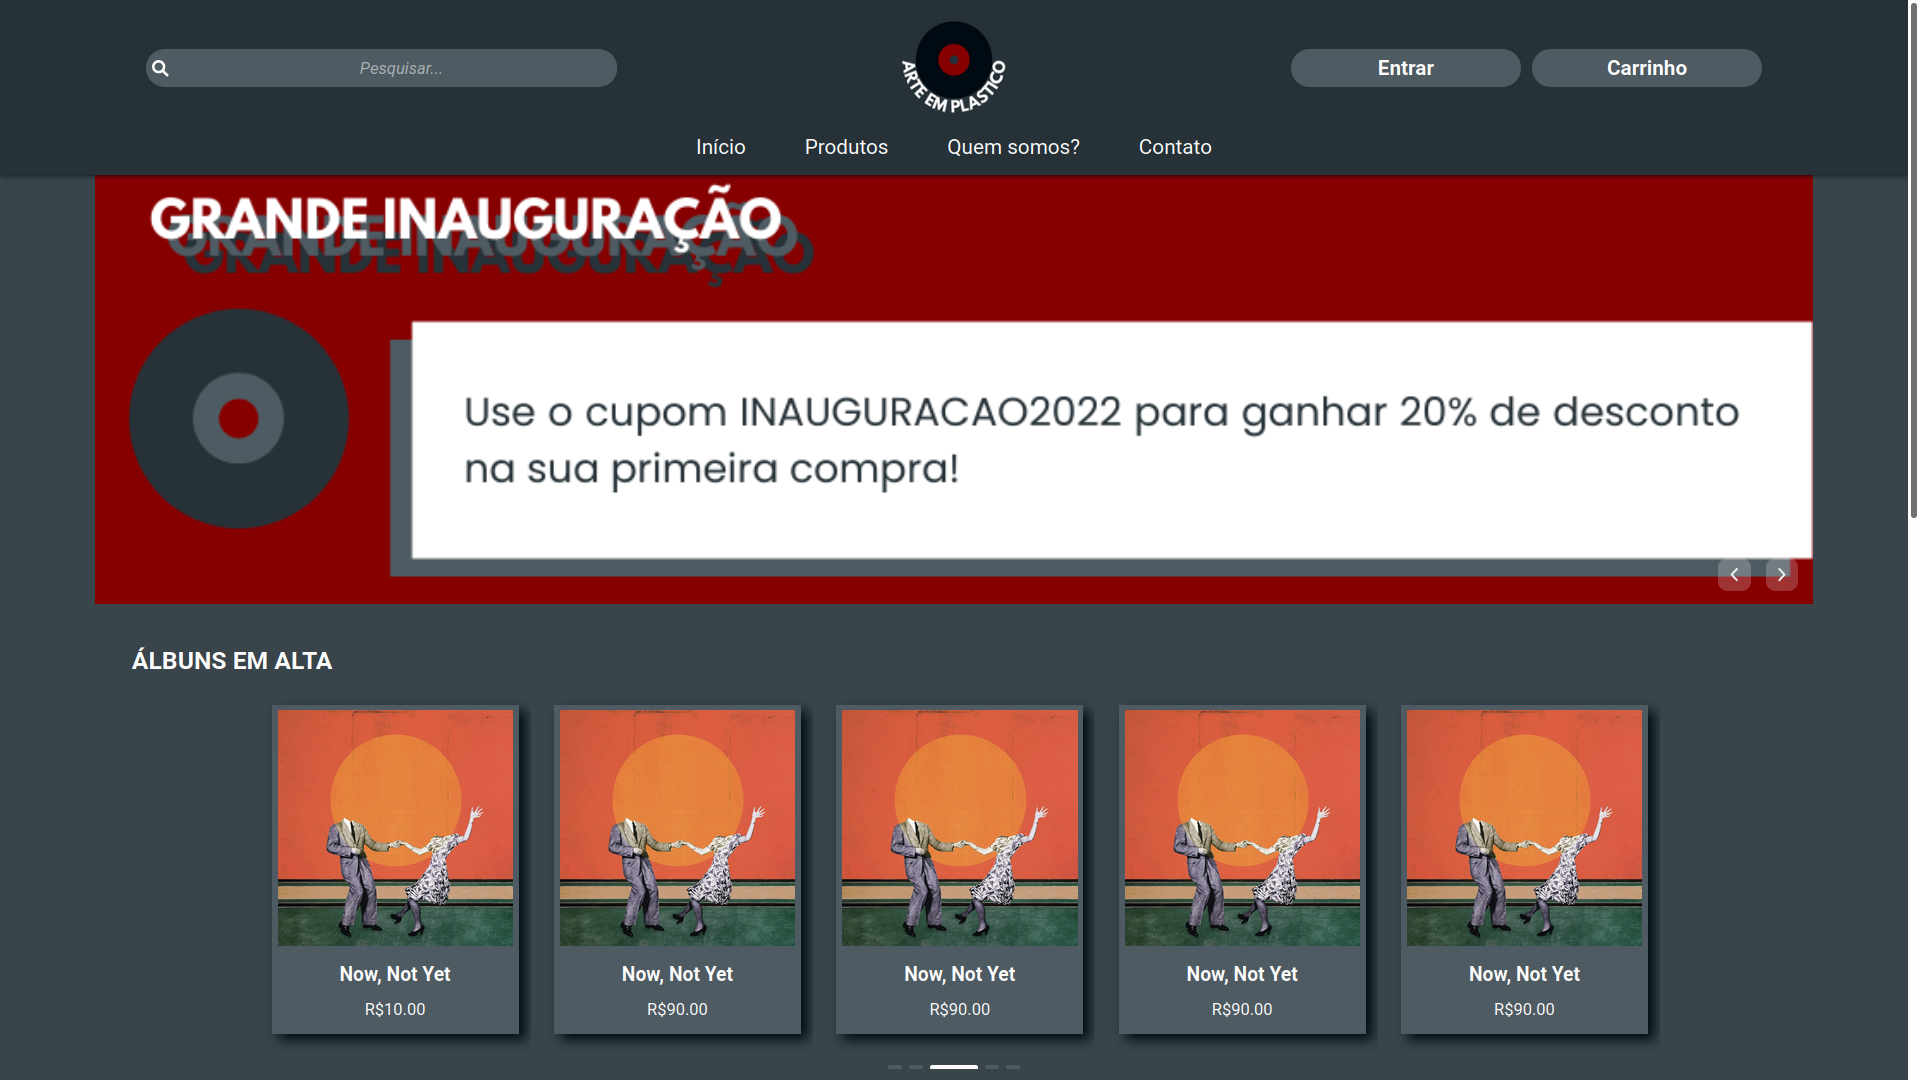 Pesquisar...
ARTE EM PLASTICO
Entrar
Carrinho
Início
Produtos
Quem somos?
Contato
GRANDE INAUGURAÇÃO
Use o cupom INAUGURACAO2022 para ganhar 20% de desconto
na sua primeira compra!
ÁLBUNS EM ALTA
Now, Not Yet
R$10.00
Now, Not Yet
R$90.00
Now, Not Yet
R$90.00
Now, Not Yet
R$90.00
Now, Not Yet
R$90.00